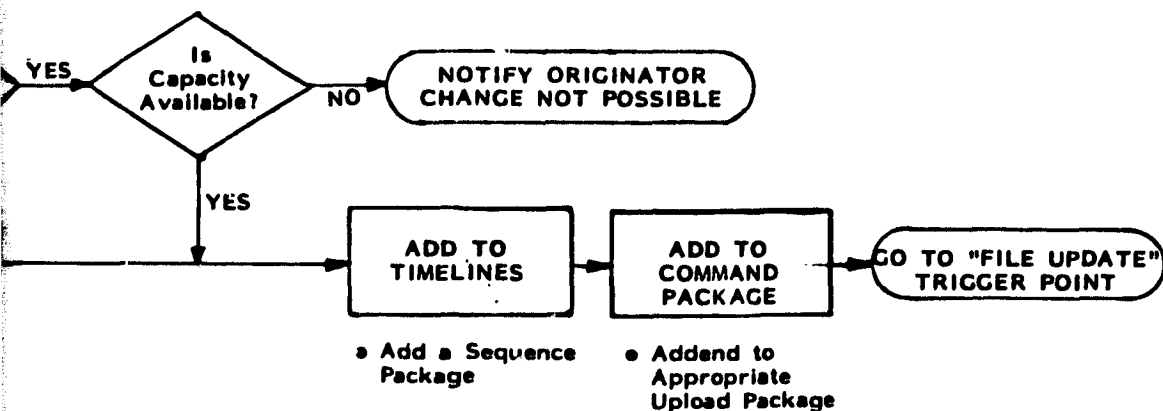 YES
Is
Capacity
Available?
NO
NOTIFY ORIGINATOR
CHANGE NOT POSSIBLE
YES
ADD TO
TIMELINES
ADD TO
COMMAND
PACKAGE
GO TO "FILE UPDATE"
TRIGGER POINT
• Add a Sequence
Package
• Addend to
Appropriate
Upload Package